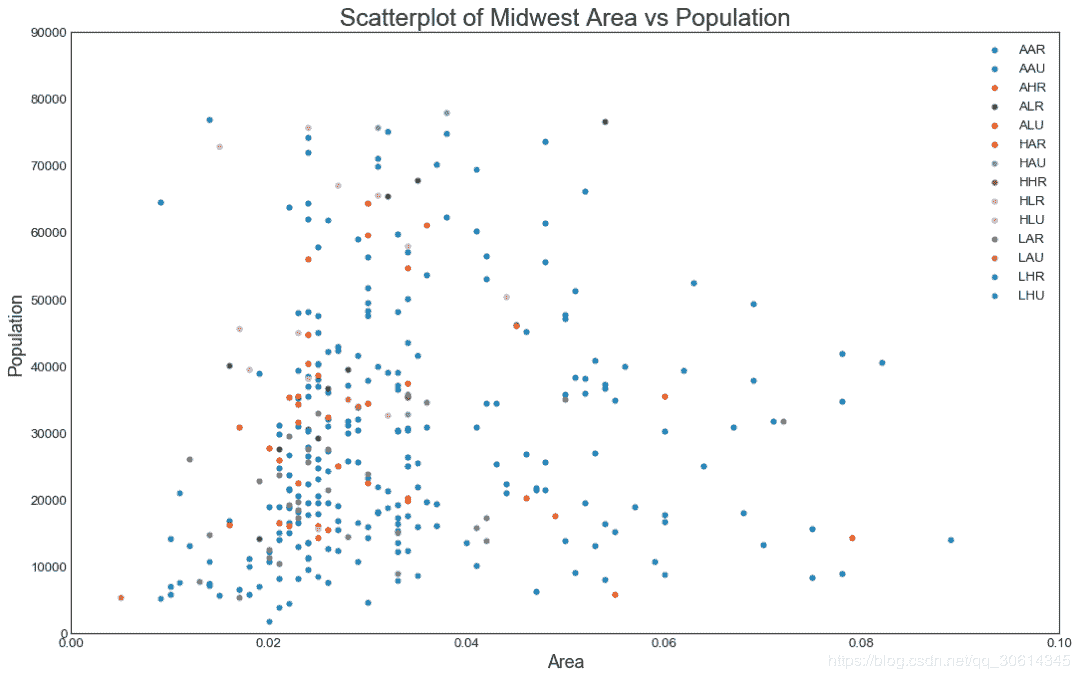 Scatterplot of Midwest Area vs Population
90000
80000
70000
60000
50000
40000
30000
20000
10000
0
Population
AAR
AAU
AHR
ALR
ALU
HAR
HAU
HHR
HLR
HLU
LAR
LAU
LHR
LHU
0.00
0.02
0.04
0.06
0.08
0.10
Area
https://blog.csdn.net/qq_30614345